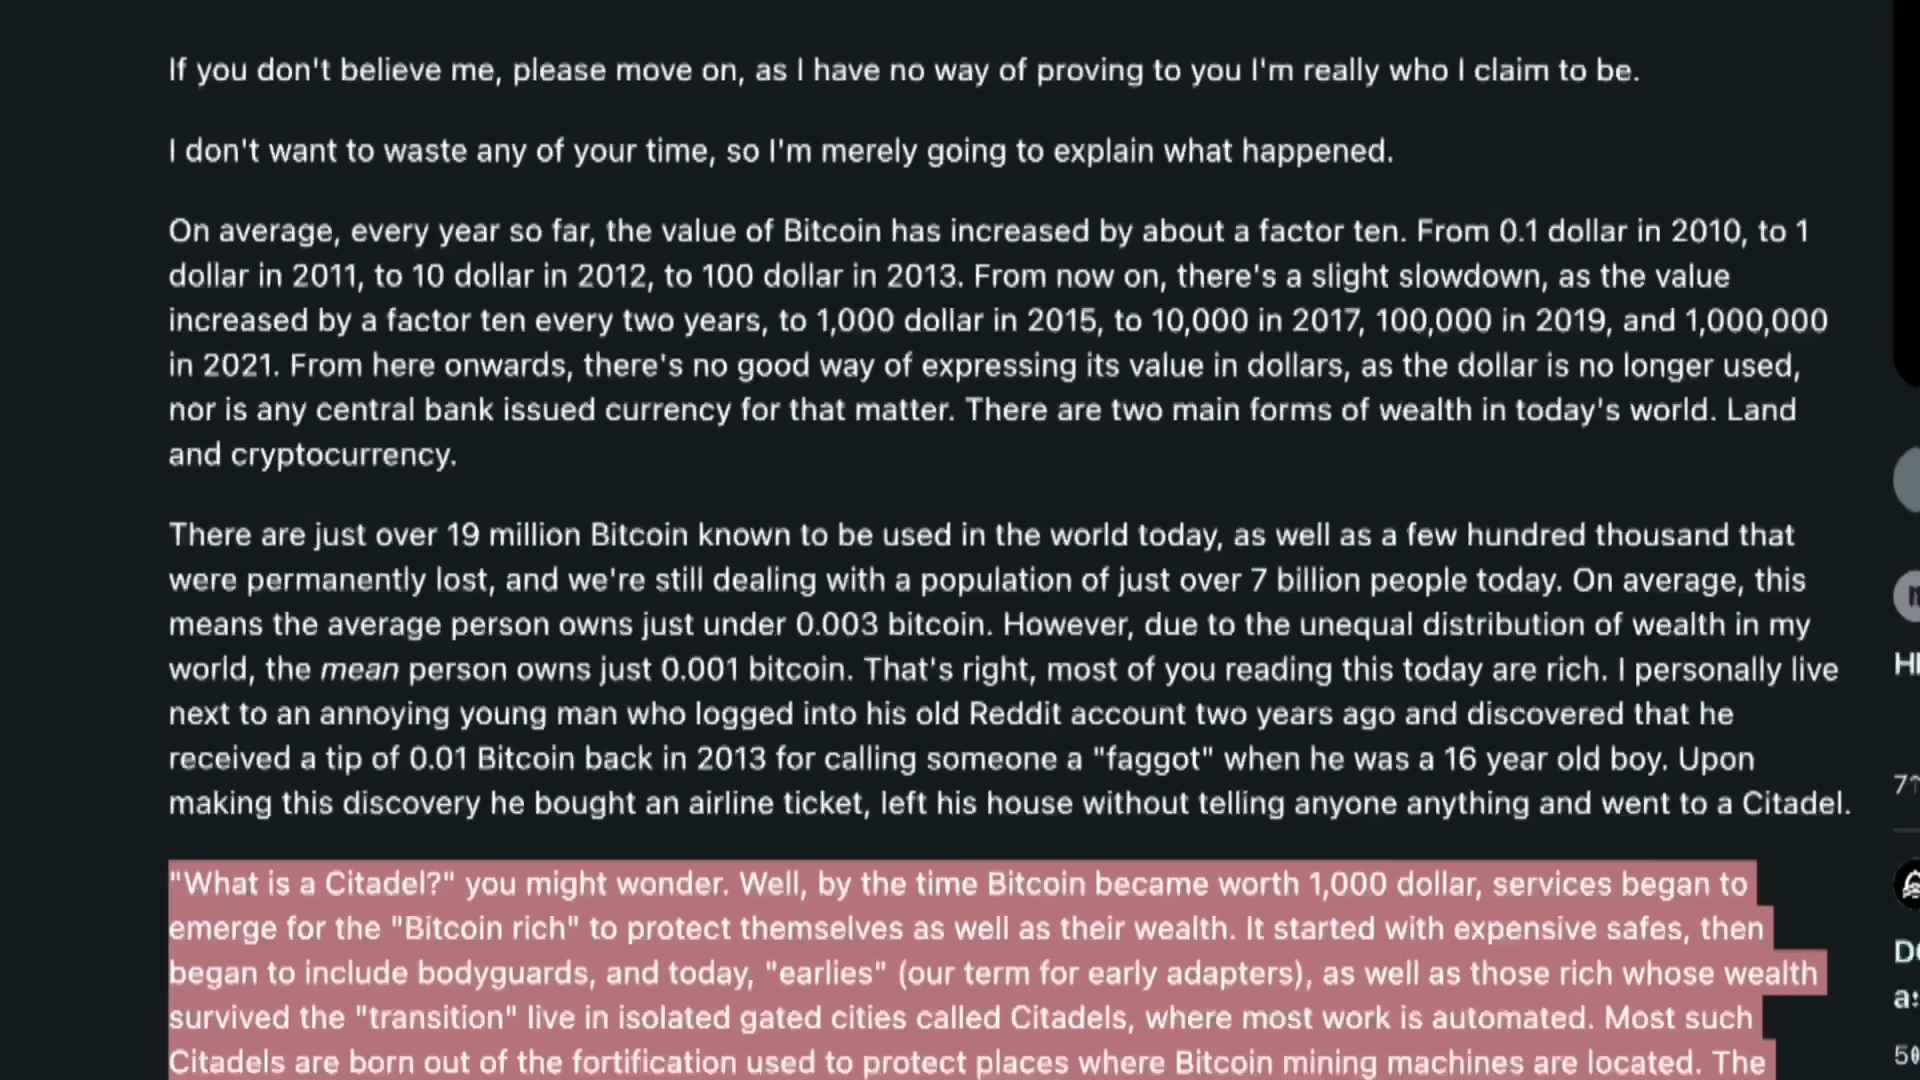 If you don't believe me, please move on, as I have no way of proving to you I'm really who I claim to be.
I don't want to waste any of your time, so I'm merely going to explain what happened.
On average, every year so far, the value of Bitcoin has increased by about a factor ten. From 0.1 dollar in 2010, to 1
dollar in 2011, to 10 dollar in 2012, to 100 dollar in 2013. From now on, there's a slight slowdown, as the value
increased by a factor ten every two years, to 1,000 dollar in 2015, to 10,000 in 2017, 100,000 in 2019, and 1,000,000
in 2021. From here onwards, there's no good way of expressing its value in dollars, as the dollar is no longer used,
nor is any central bank issued currency for that matter. There are two main forms of wealth in today's world. Land
and cryptocurrency.
There are just over 19 million Bitcoin known to be used in the world today, as well as a few hundred thousand that
were permanently lost, and we're still dealing with a population of just over 7 billion people today. On average, this
means the average person owns just under 0.003 bitcoin. However, due to the unequal distribution of wealth in my
world, the mean person owns just 0.001 bitcoin. That's right, most of you reading this today are rich. I personally live
next to an annoying young man who logged into his old Reddit account two years ago and discovered that he
received a tip of 0.01 Bitcoin back in 2013 for calling someone a "faggot" when he was a 16 year old boy. Upon
making this discovery he bought an airline ticket, left his house without telling anyone anything and went to a Citadel.
"What is a Citadel?" you might wonder. Well, by the time Bitcoin became worth 1,000 dollar, services began to
emerge for the "Bitcoin rich" to protect themselves as well as their wealth. It started with expensive safes, then
began to include bodyguards, and today, "earlies" (our term for early adapters), as well as those rich whose wealth
survived the "transition" live in isolated gated cities called Citadels, where most work is automated. Most such
Citadels are born out of the fortification used to protect places where Bitcoin mining machines are located. The